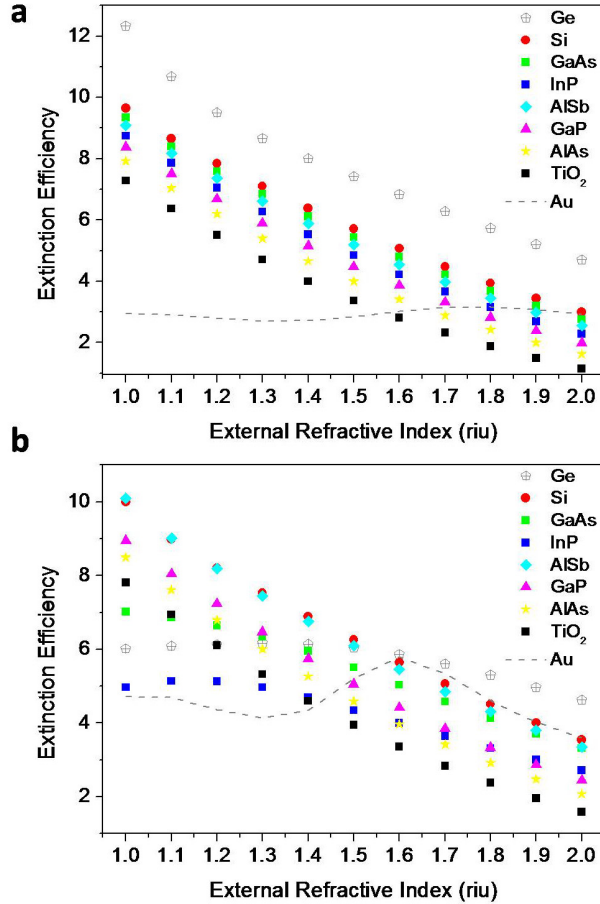 a
12
10
8
6
4
2
Extinction Efficiency
Ge
Si
GaAs
InP
AlSb
GaP
AlAs
TiO₂
Au
1.0 1.1 1.2 1.3 1.4 1.5 1.6 1.7 1.8 1.9 2.0
External Refractive Index (riu)
b
10
8
6
4
2
Extinction Efficiency
Ge
Si
GaAs
InP
AlSb
GaP
AlAs
TiO₂
Au
1.0 1.1 1.2 1.3 1.4 1.5 1.6 1.7 1.8 1.9 2.0
External Refractive Index (riu)